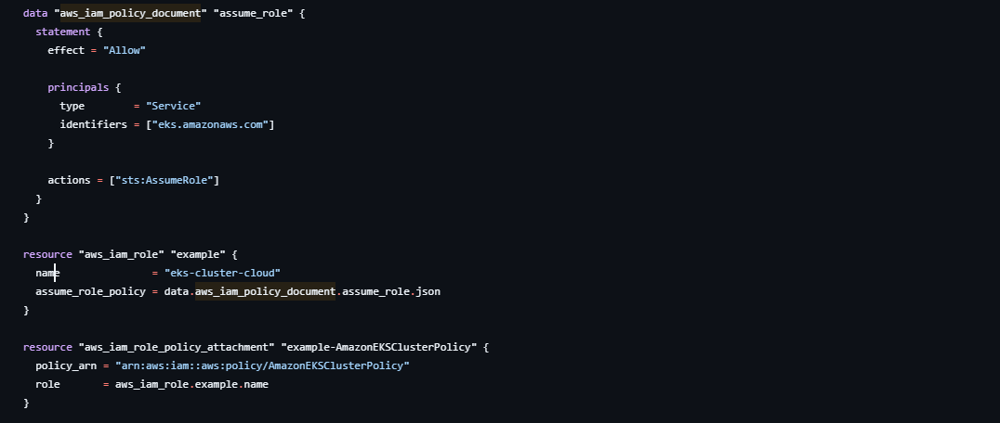 data "aws_iam_policy_document" "assume_role" {
  statement {
    effect = "Allow"

    principals {
      type        = "Service"
      identifiers = ["eks.amazonaws.com"]
    }

    actions = ["sts:AssumeRole"]
  }
}

resource "aws_iam_role" "example" {
  name               = "eks-cluster-cloud"
  assume_role_policy = data.aws_iam_policy_document.assume_role.json
}

resource "aws_iam_role_policy_attachment" "example-AmazonEKSClusterPolicy" {
  policy_arn = "arn:aws:iam::aws:policy/AmazonEKSClusterPolicy"
  role       = aws_iam_role.example.name
}